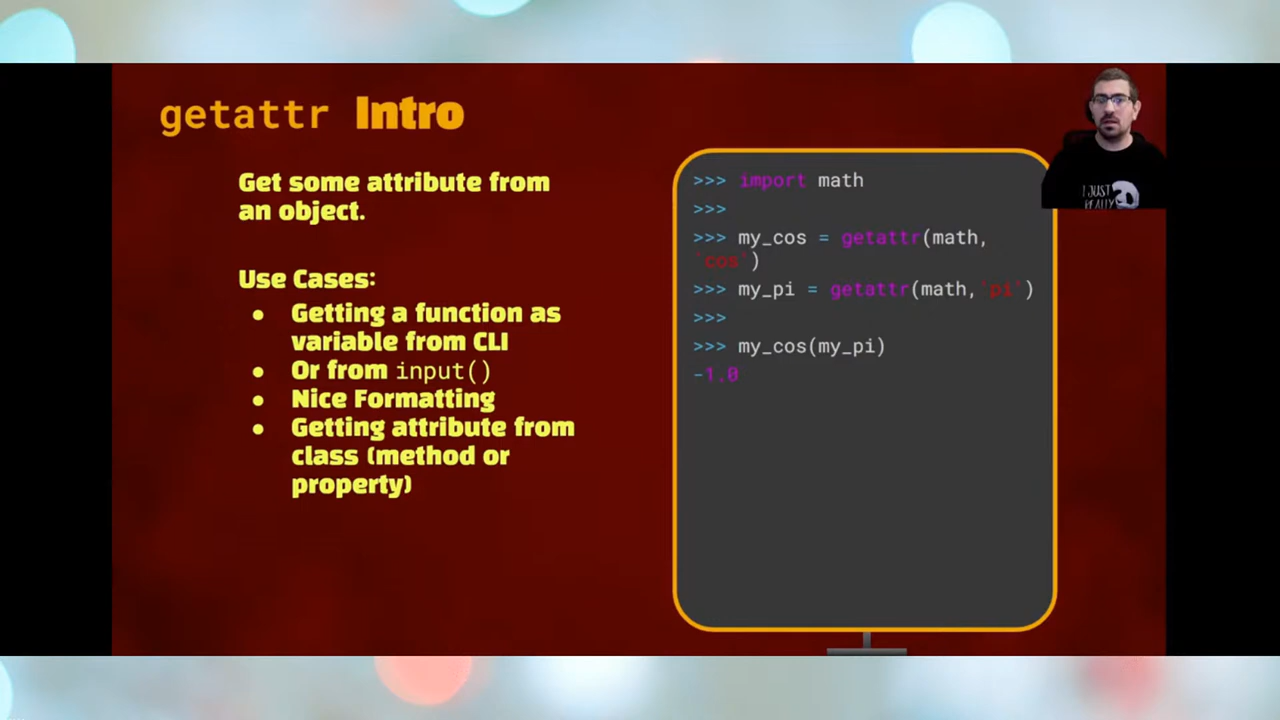 getattr Intro
Get some attribute from
an object.
Use Cases:
● Getting a function as
variable from CLI
● Or from input()
● Nice Formatting
● Getting attribute from
class (method or
property)
>>> import math
>>>
>>> my_cos = getattr(math,
'cos')
>>> my_pi = getattr(math,'pi')
>>>
>>> my_cos(my_pi)
-1.0
I JUST
REALLY